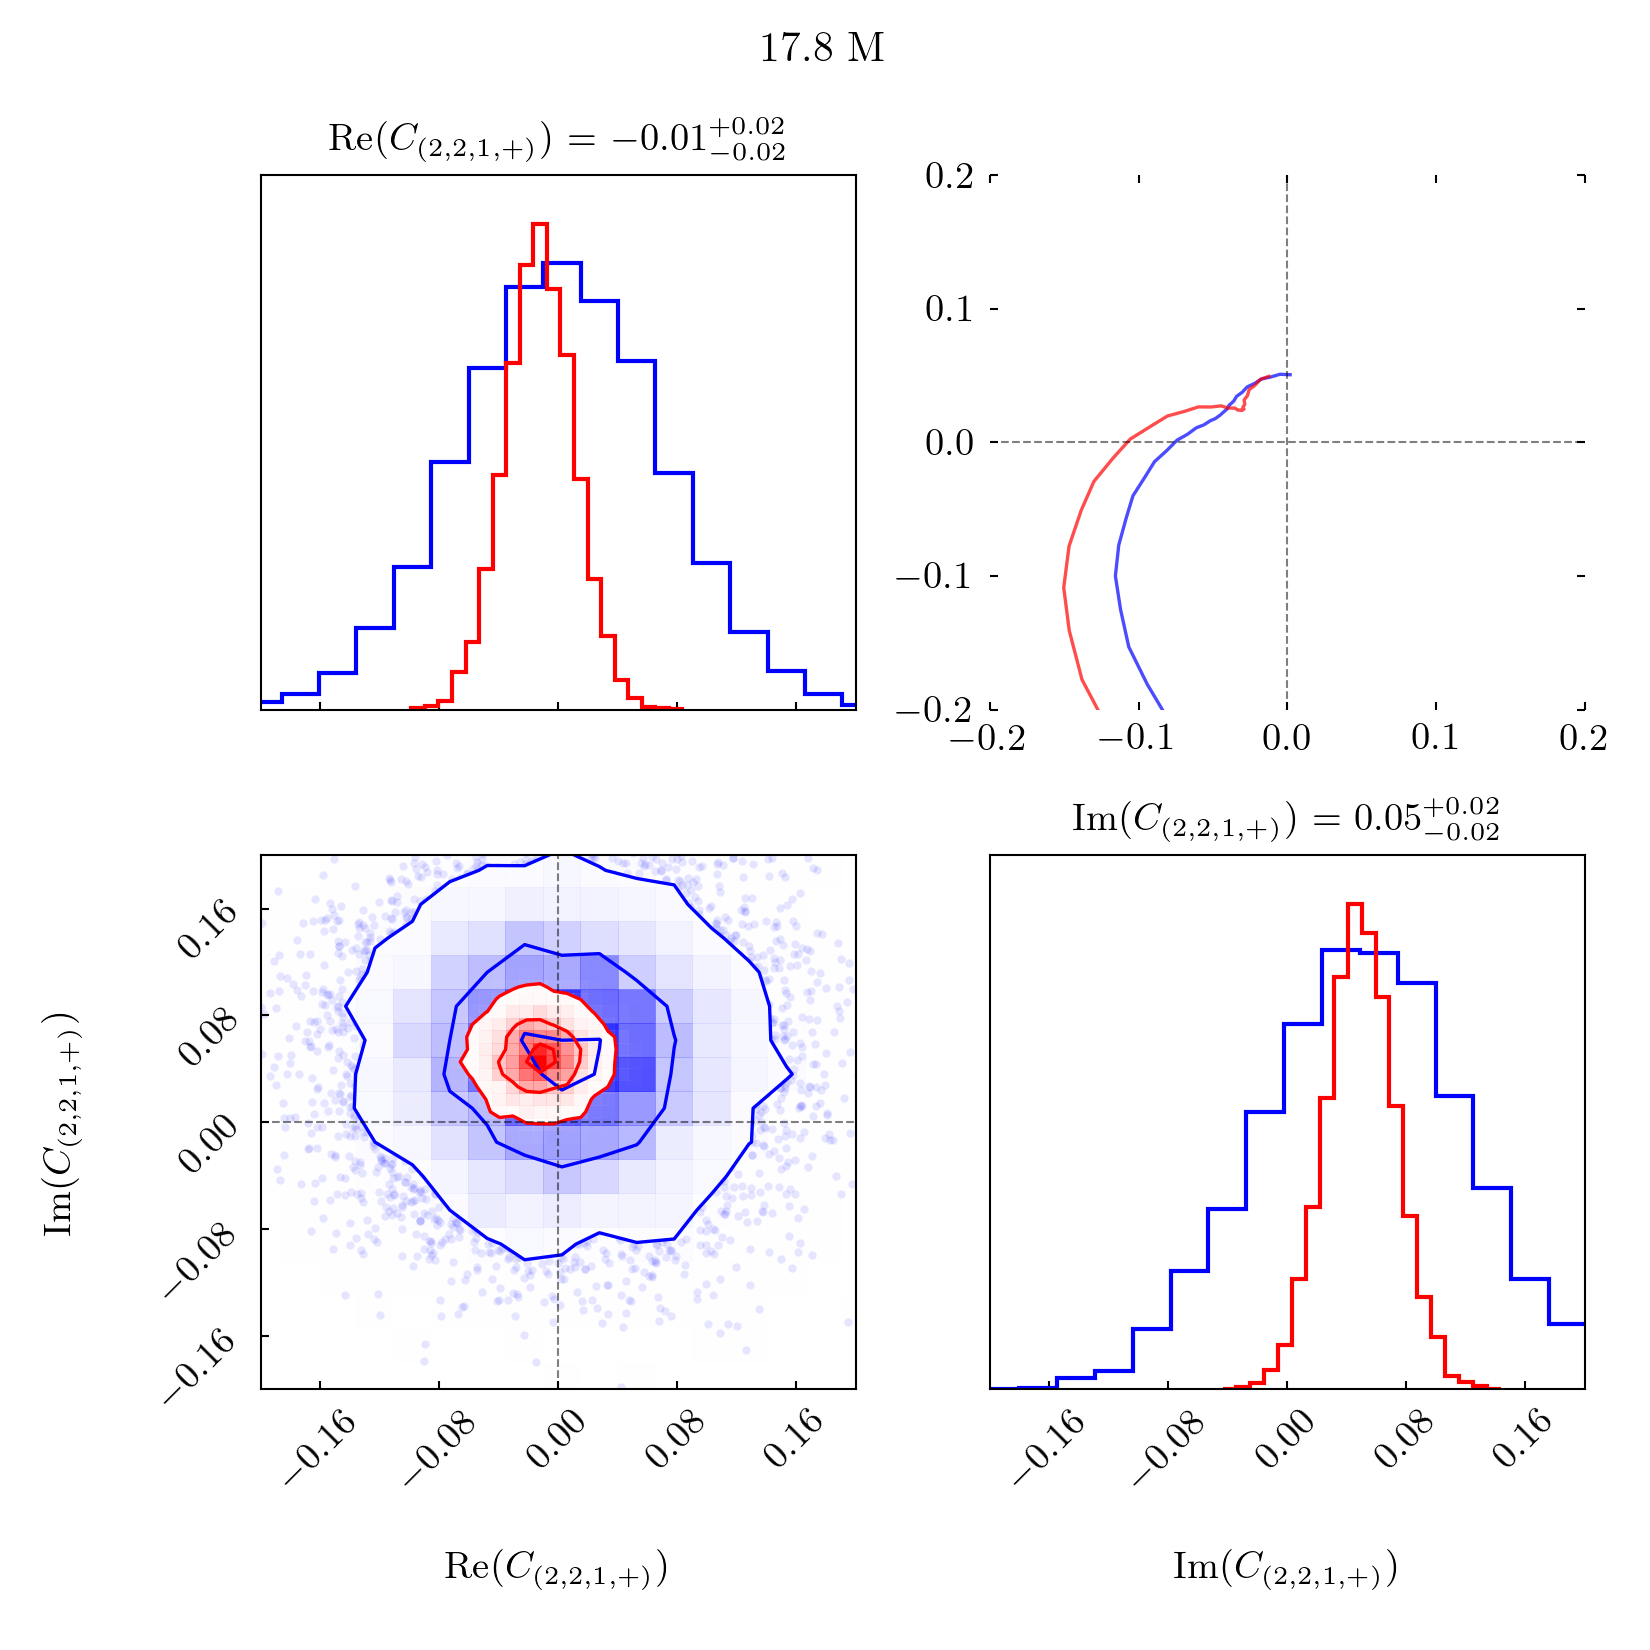 17.8 M
Re(C_{(2,2,1,+)}) = −0.01^{+0.02}_{−0.02}
0.2
0.1
0.0
−0.1
−0.2
−0.2 −0.1 0.0 0.1 0.2
Im(C_{(2,2,1,+)}) = 0.05^{+0.02}_{−0.02}
Im(C_{(2,2,1,+)})
0.16
0.08
0.00
−0.08
−0.16
−0.16 −0.08 0.00 0.08 0.16
−0.16 −0.08 0.00 0.08 0.16
Re(C_{(2,2,1,+)})
Im(C_{(2,2,1,+)})